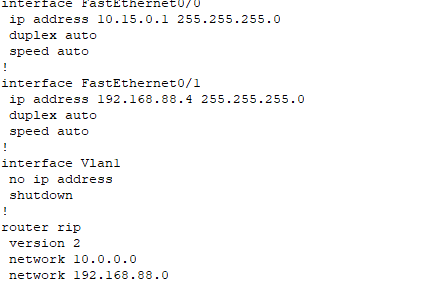 interface FastEthernet0/0
 ip address 10.15.0.1 255.255.255.0
 duplex auto
 speed auto
!
interface FastEthernet0/1
 ip address 192.168.88.4 255.255.255.0
 duplex auto
 speed auto
!
interface Vlan1
 no ip address
 shutdown
!
router rip
 version 2
 network 10.0.0.0
 network 192.168.88.0